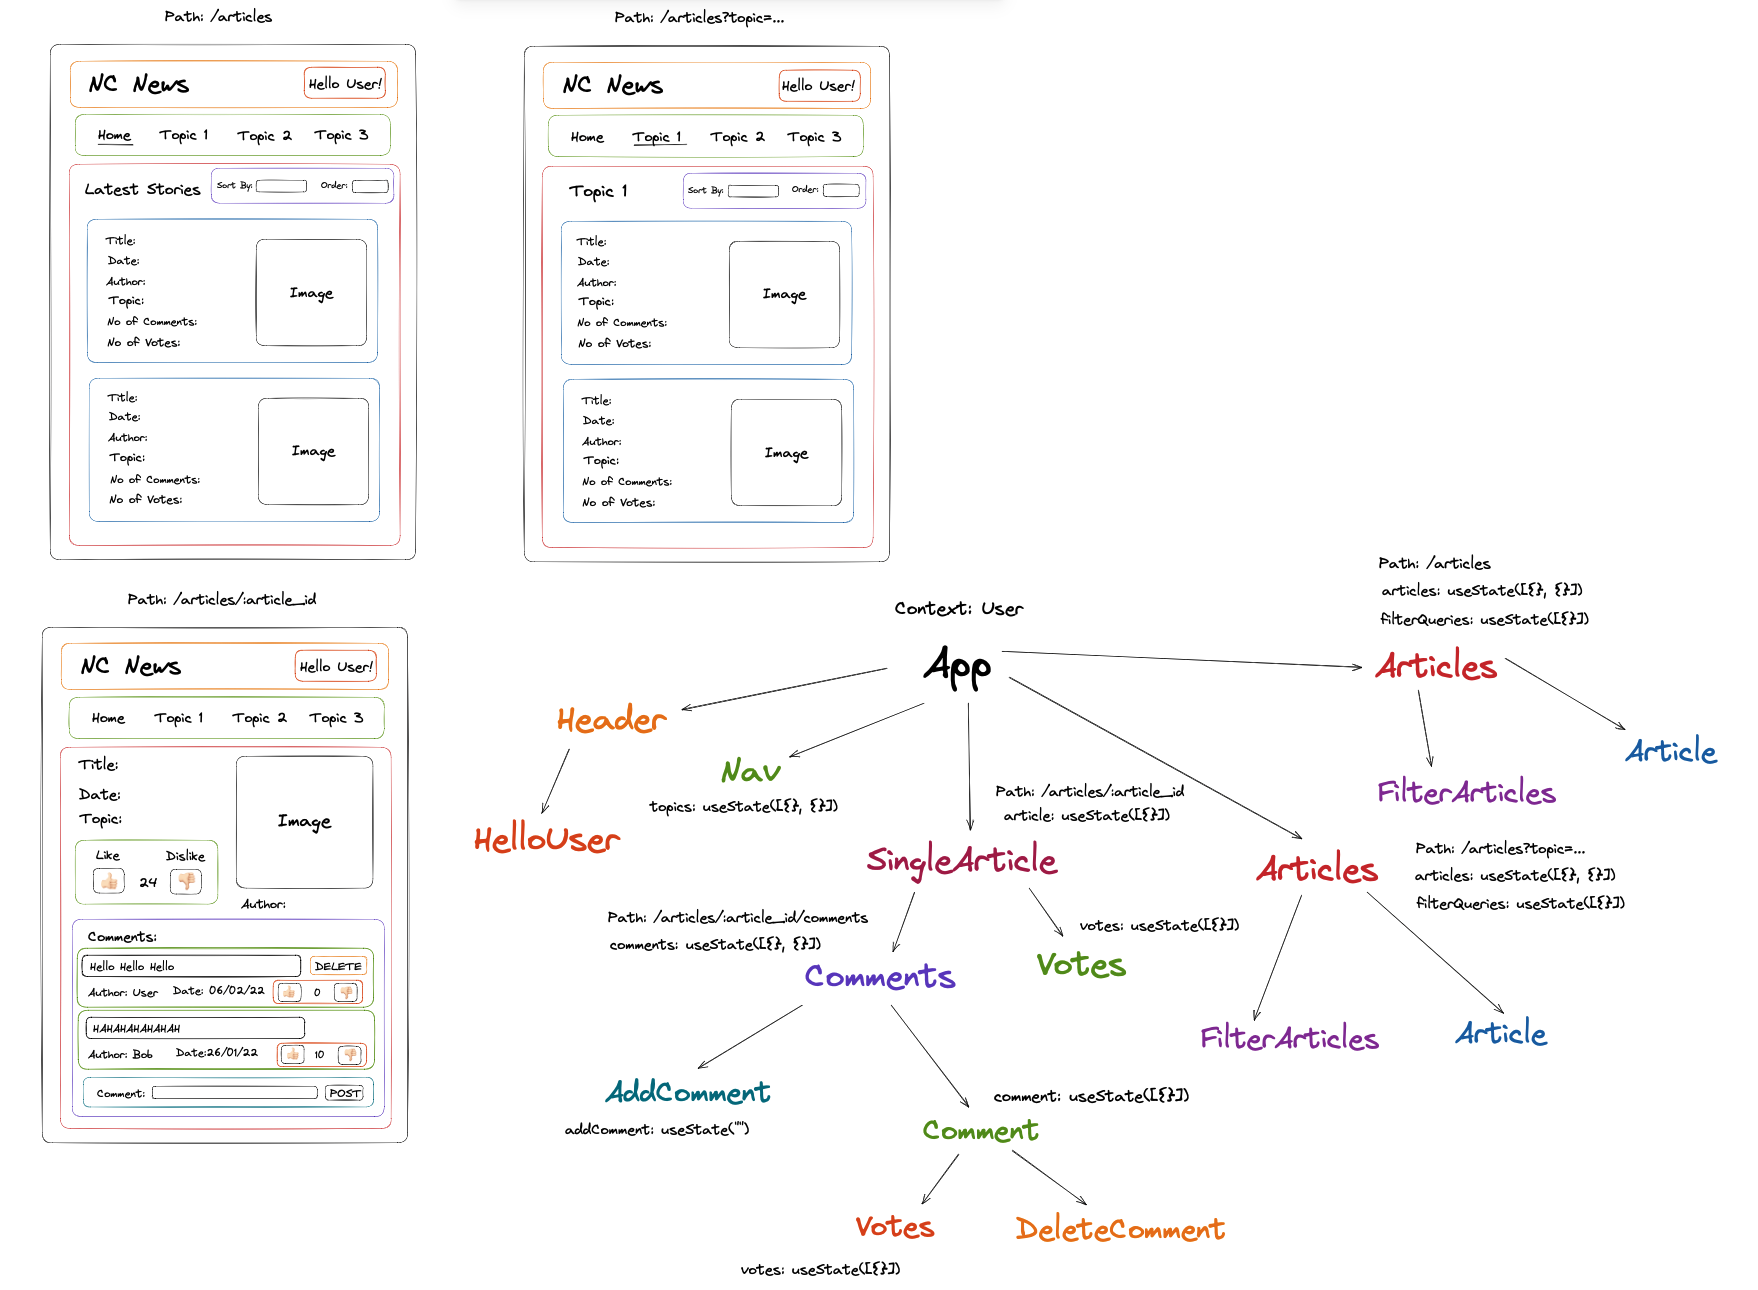 Path: /articles
NC News
Hello User!
Home Topic 1 Topic 2 Topic 3
Latest Stories
Sort By: Order:
Title:
Date:
Author:
Topic:
No of Comments:
No of Votes:
Image
Title:
Date:
Author:
Topic:
No of Comments:
No of Votes:
Image
Path: /articles?topic=...
NC News
Hello User!
Home Topic 1 Topic 2 Topic 3
Topic 1
Sort By: Order:
Title:
Date:
Author:
Topic:
No of Comments:
No of Votes:
Image
Title:
Date:
Author:
Topic:
No of Comments:
No of Votes:
Image
Path: /articles/:article_id
NC News
Hello User!
Home Topic 1 Topic 2 Topic 3
Title:
Date:
Topic:
Image
Like Dislike
24
Author:
Comments:
Hello Hello Hello
DELETE
Author: User Date: 06/02/22 0
HAHAHAHAHAHAH
Author: Bob Date:26/01/22 10
Comment: POST
Context: User
App
Header
HelloUser
Nav
topics: useState([{}, {}])
Path: /articles/:article_id
article: useState([{}])
SingleArticle
Path: /articles/:article_id/comments
comments: useState([{}, {}])
Comments
votes: useState([{}])
Votes
AddComment
addComment: useState("")
comment: useState([{}])
Comment
Votes
votes: useState([{}])
DeleteComment
Path: /articles
articles: useState([{}, {}])
filterQueries: useState([{}])
Articles
FilterArticles
Article
Path: /articles?topic=...
articles: useState([{}, {}])
filterQueries: useState([{}])
Articles
FilterArticles
Article